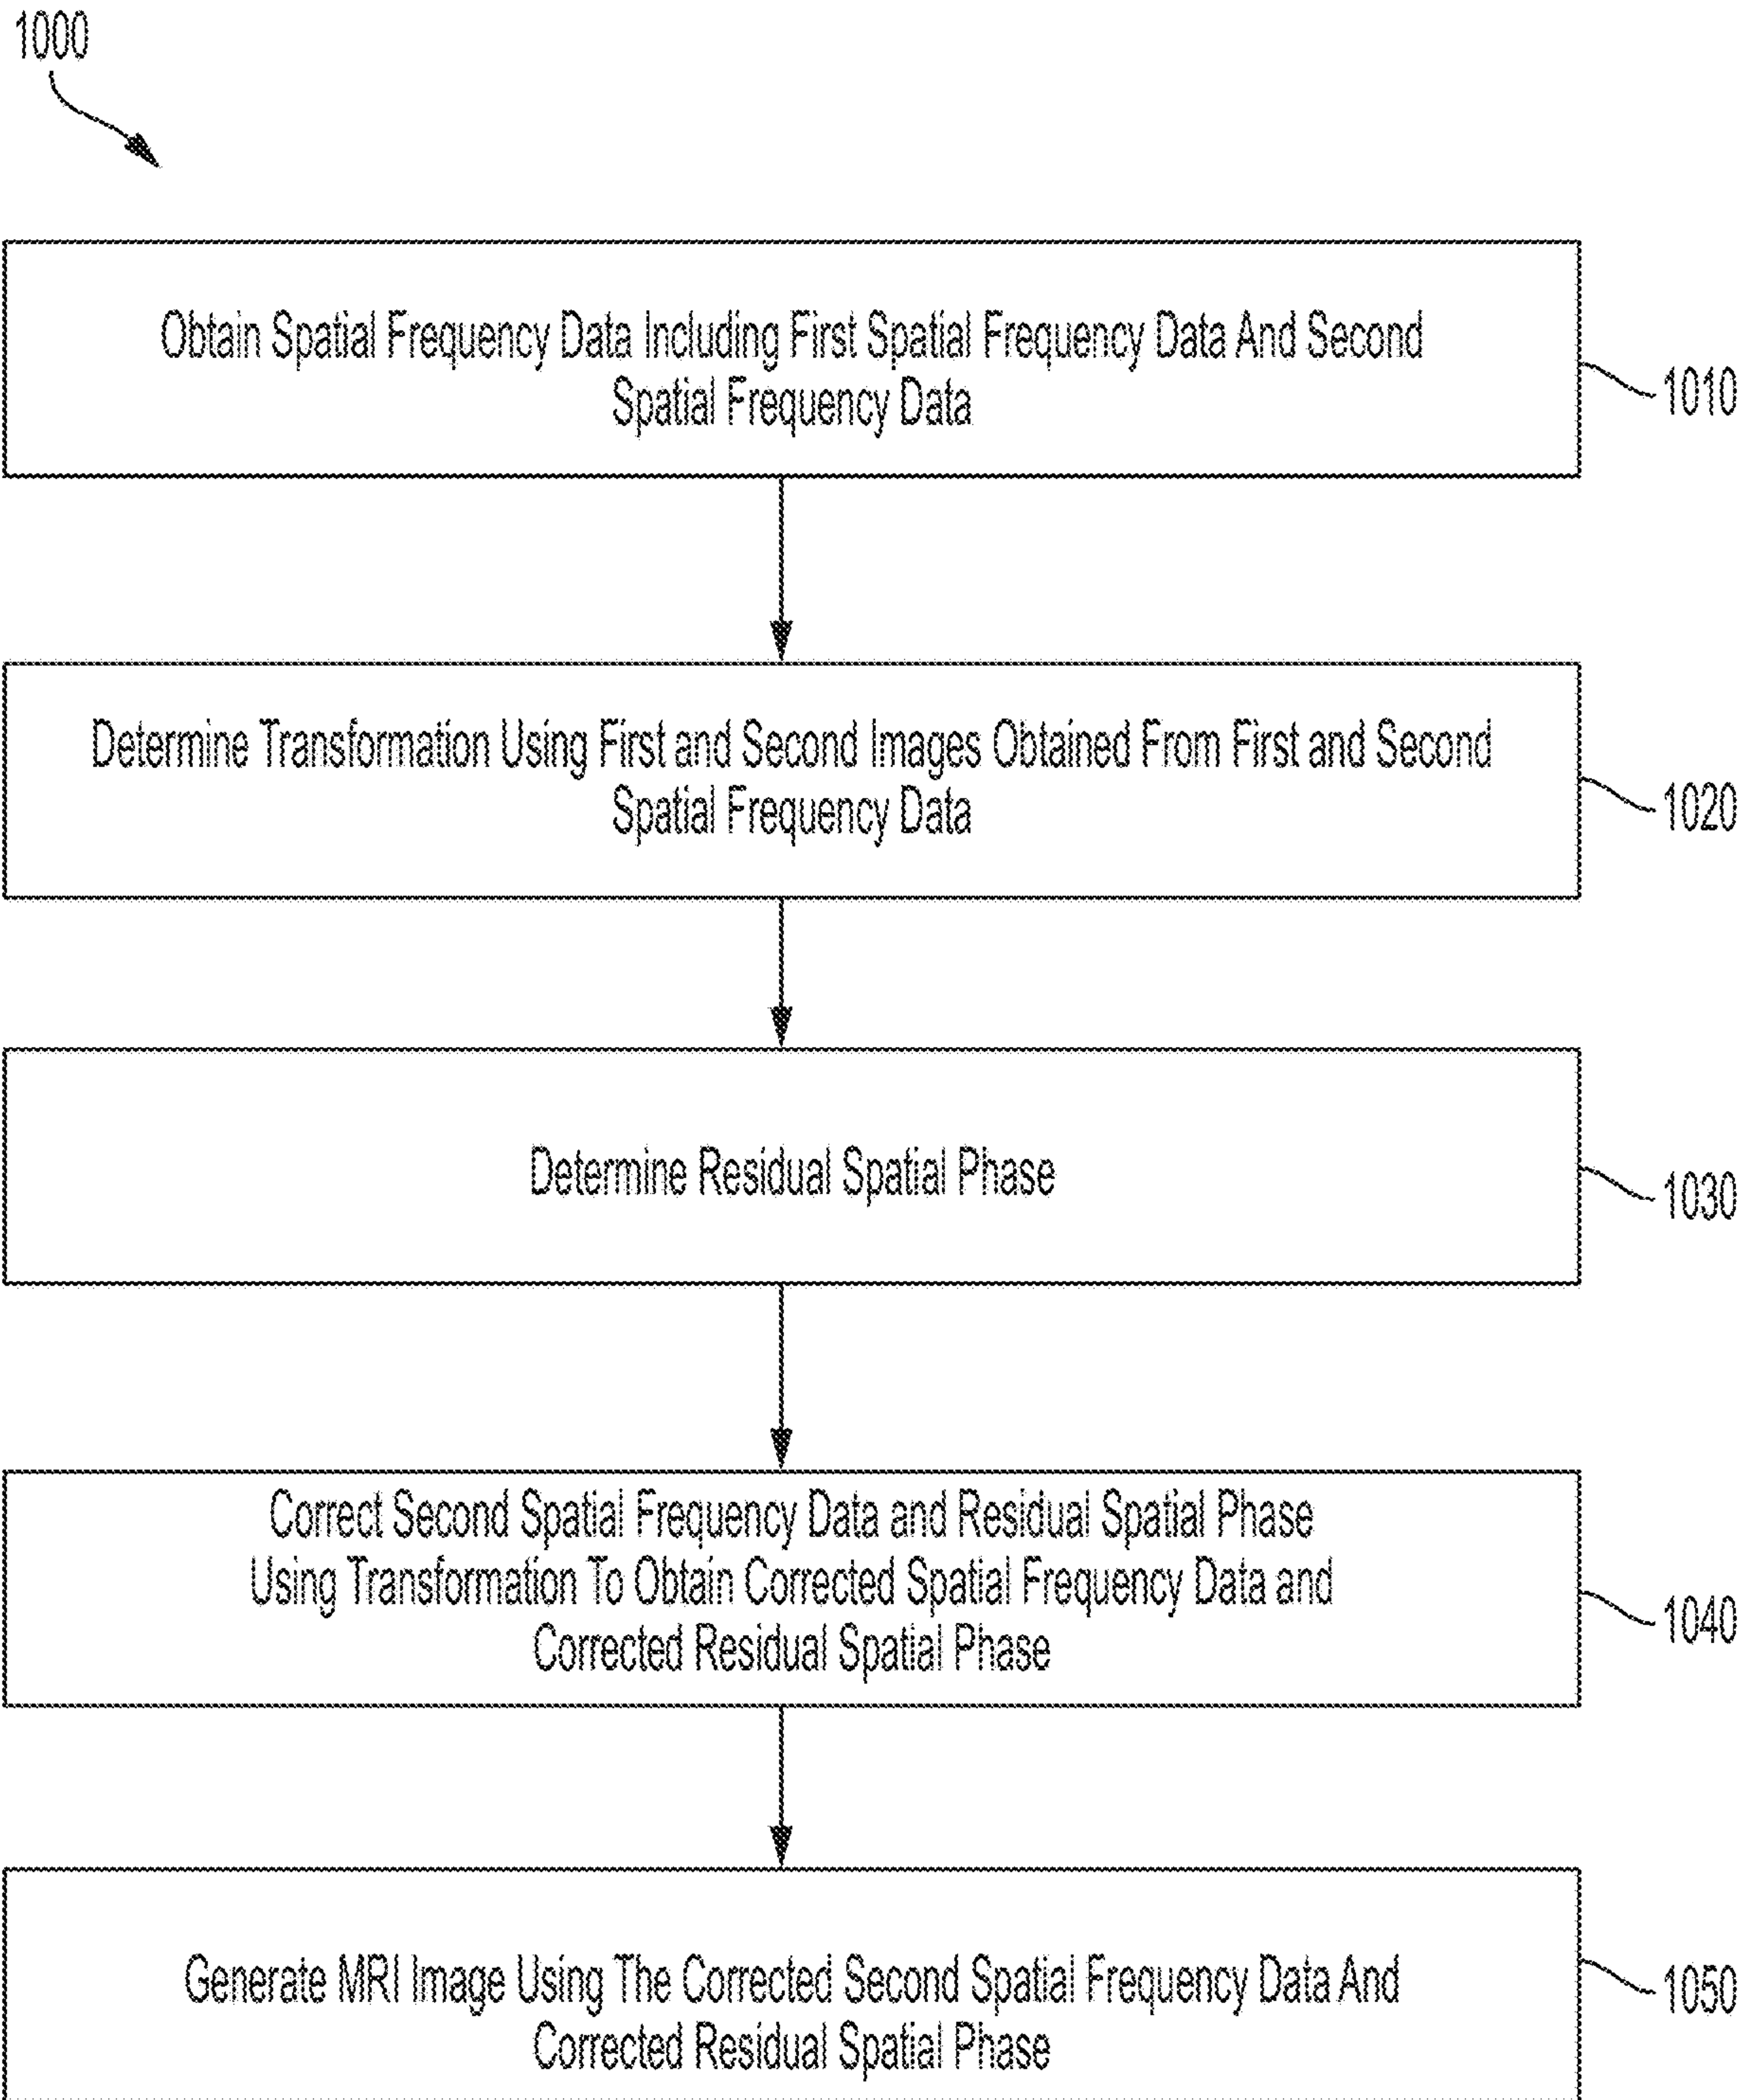 1000
Obtain Spatial Frequency Data Including First Spatial Frequency Data And Second
Spatial Frequency Data
1010
Determine Transformation Using First and Second Images Obtained From First and Second
Spatial Frequency Data
1020
Determine Residual Spatial Phase
1030
Correct Second Spatial Frequency Data and Residual Spatial Phase
Using Transformation To Obtain Corrected Spatial Frequency Data and
Corrected Residual Spatial Phase
1040
Generate MRI Image Using The Corrected Second Spatial Frequency Data And
Corrected Residual Spatial Phase
1050